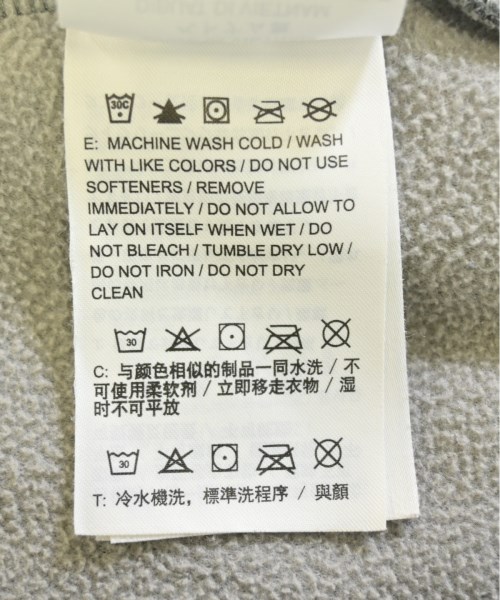 30C
E: MACHINE WASH COLD / WASH
WITH LIKE COLORS / DO NOT USE
SOFTENERS / REMOVE
IMMEDIATELY / DO NOT ALLOW TO
LAY ON ITSELF WHEN WET / DO
NOT BLEACH / TUMBLE DRY LOW /
DO NOT IRON / DO NOT DRY
CLEAN
30
C: 与颜色相似的制品一同水洗 / 不
可使用柔软剂 / 立即移走衣物 / 湿
时不可平放
30
T: 冷水機洗，標準洗程序 / 與顏